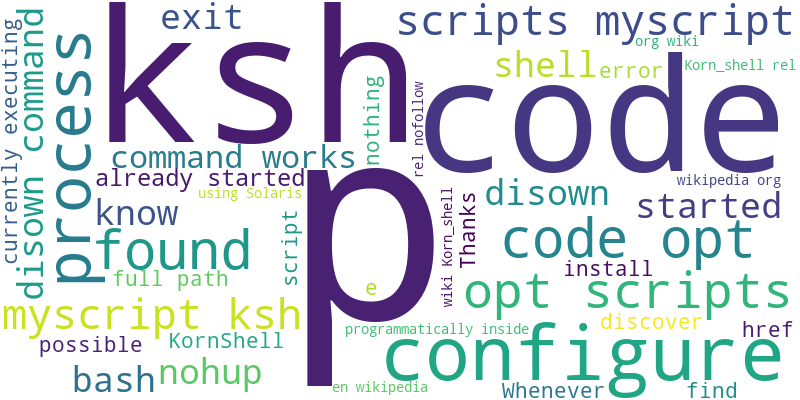 ksh
exit
scripts myscript
org wiki
Korn_shell rel
shell
error
code
currently executing
disown command
process
nothing
rel nofollow
command works
already started
using Solaris
wikipedia org
know
found
script
p
wiki Korn_shell
Thanks
disown
started
code opt
install
full path
e
opt scripts
myscript ksh
programmatically inside
discover
href
possible
KornShell
configure
bash
nohup
en wikipedia
Whenever
find